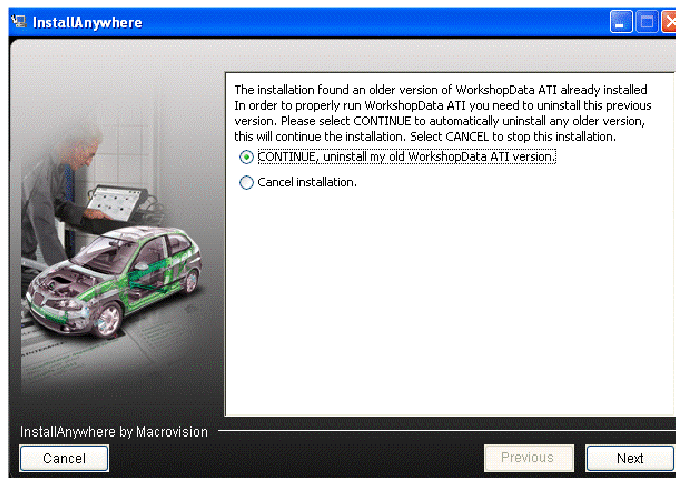 InstallAnywhere
The installation found an older version of WorkshopData ATI already installed
In order to properly run WorkshopData ATI you need to uninstall this previous
version. Please select CONTINUE to automatically uninstall any older version,
this will continue the installation. Select CANCEL to stop this installation.
CONTINUE, uninstall my old WorkshopData ATI version.
Cancel installation.
InstallAnywhere by Macrovision
Cancel
Previous
Next